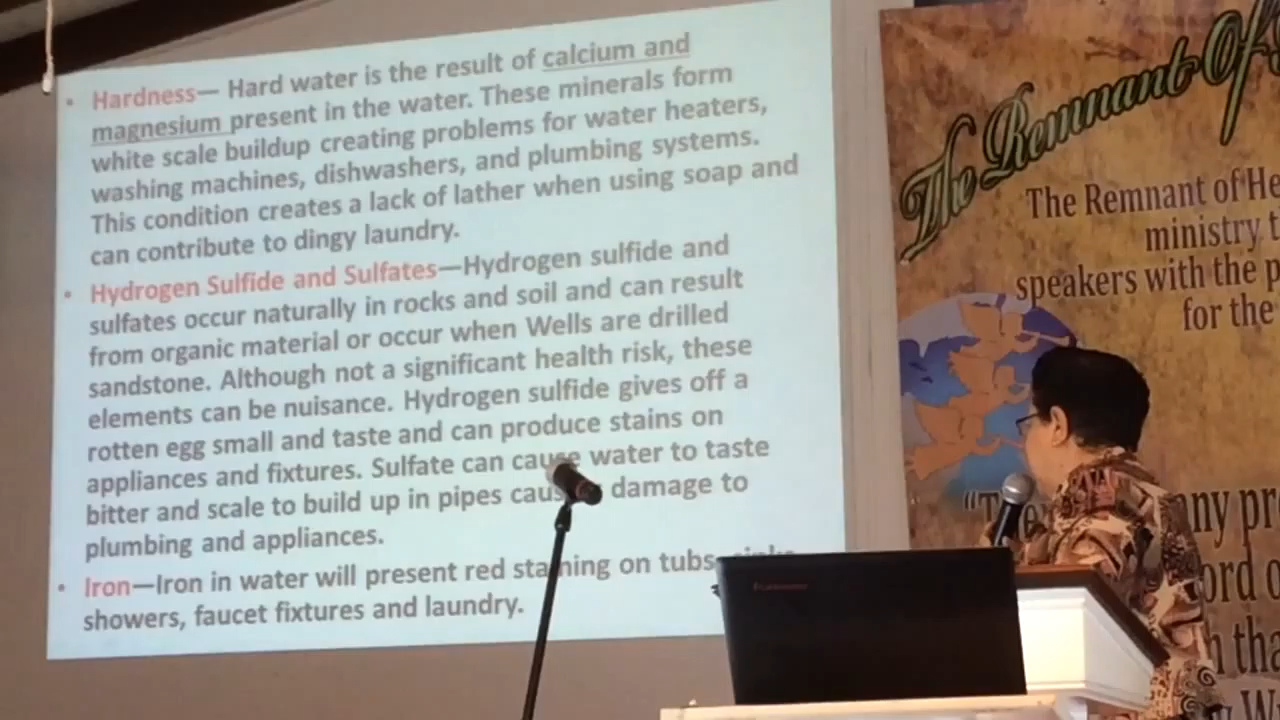 • Hardness— Hard water is the result of calcium and
magnesium present in the water. These minerals form
white scale buildup creating problems for water heaters,
washing machines, dishwashers, and plumbing systems.
This condition creates a lack of lather when using soap and
can contribute to dingy laundry.
• Hydrogen Sulfide and Sulfates—Hydrogen sulfide and
sulfates occur naturally in rocks and soil and can result
from organic material or occur when Wells are drilled
sandstone. Although not a significant health risk, these
elements can be nuisance. Hydrogen sulfide gives off a
rotten egg small and taste and can produce stains on
appliances and fixtures. Sulfate can cause water to taste
bitter and scale to build up in pipes damage to
plumbing and appliances.
• Iron—Iron in water will present red staining on tubs
showers, faucet fixtures and laundry.
The Remnant Of
The Remnant of He
ministry t
speakers with the p
for the
ny pr
ord o
tha